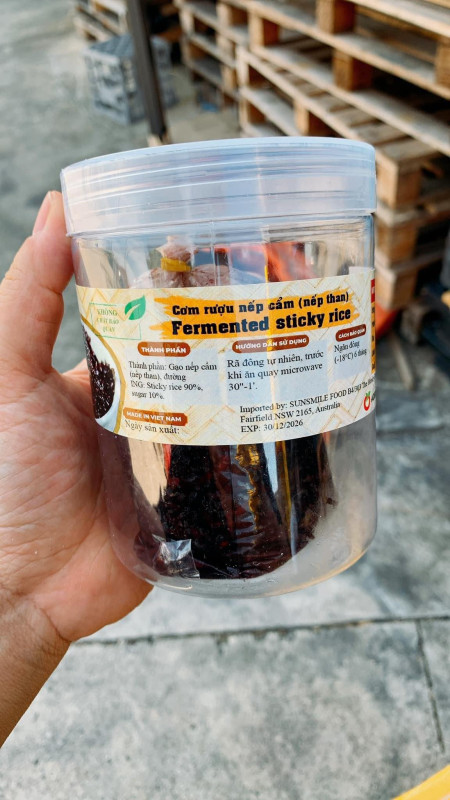 KHÔNG
CƠM RƯỢU NẾP CẨM (NẾP THAN)
Fermented sticky rice
THÀNH PHẦN
Thành phần: Gạo nếp cẩm
(nếp than), đường
ING: Sticky rice 90%,
sugar 10%.
MADE IN VIET NAM
Ngày sản xuất:
HƯỚNG DẪN SỬ DỤNG
Rã đông tự nhiên, trước
khi ăn quay microwave
30"-1'.
CÁCH BẢO QUẢN
Ngăn đông
(-18°C) 6 tháng
Imported by: SUNSMILE FOOD
Fairfield NSW 2165, Australia
EXP: 30/12/2026